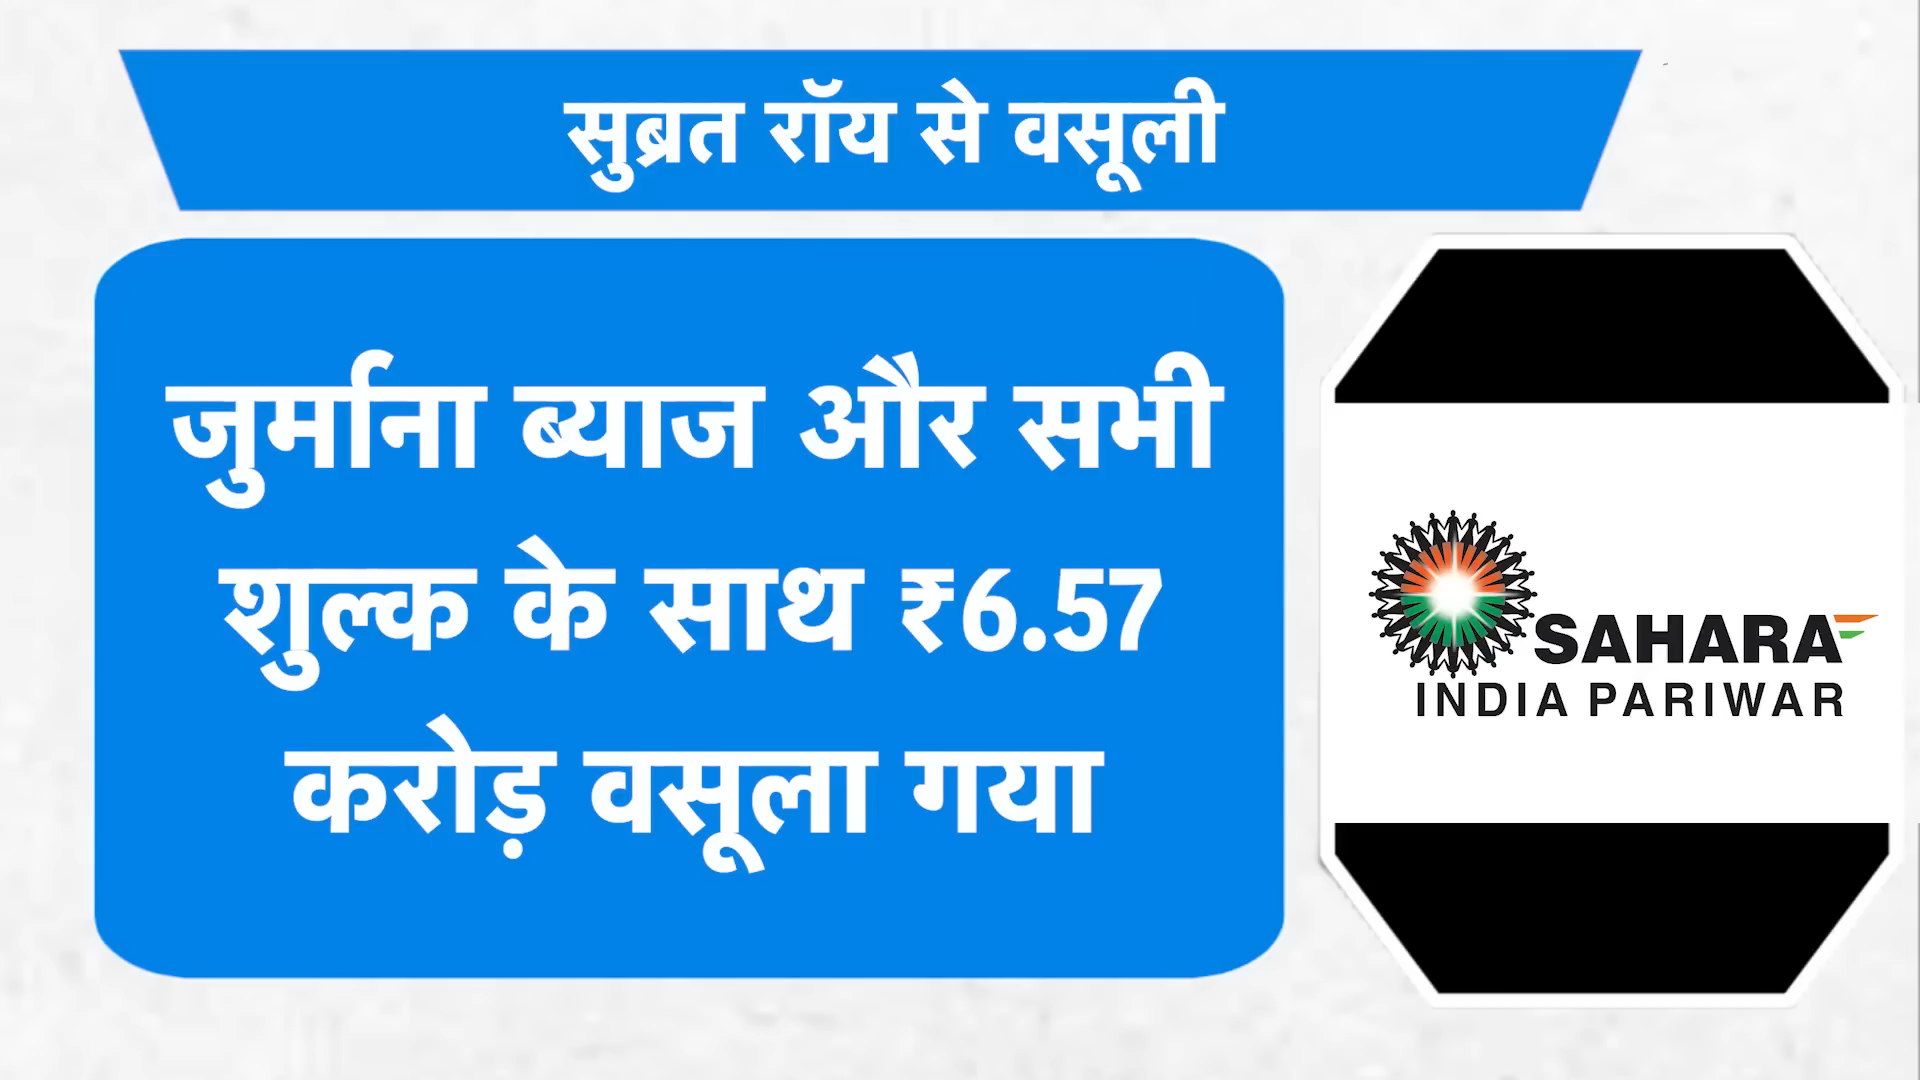 सुब्रत रॉय से वसूली
जुर्माना ब्याज और सभी
शुल्क के साथ ₹6.57
करोड़ वसूला गया
SAHARA
INDIA PARIWAR